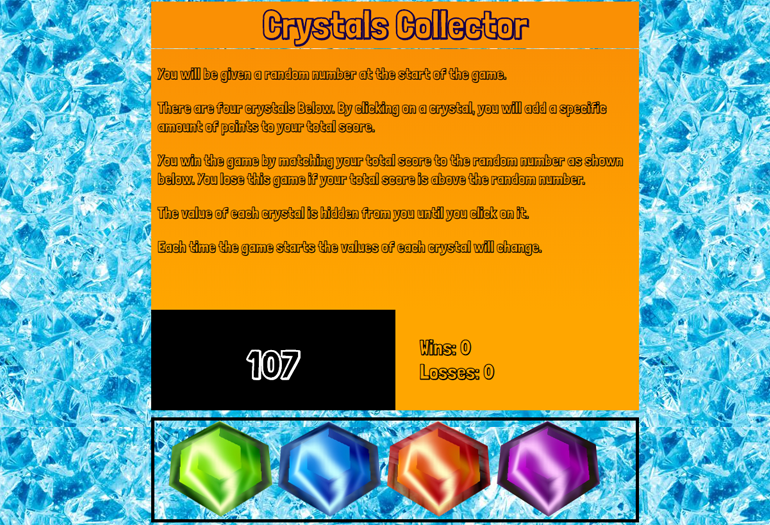 Crystals Collector
You will be given a random number at the start of the game.
There are four crystals Below. By clicking on a crystal, you will add a specific
amount of points to your total score.
You win the game by matching your total score to the random number as shown
below. You lose this game if your total score is above the random number.
The value of each crystal is hidden from you until you click on it.
Each time the game starts the values of each crystal will change.
107
Wins: 0
Losses: 0